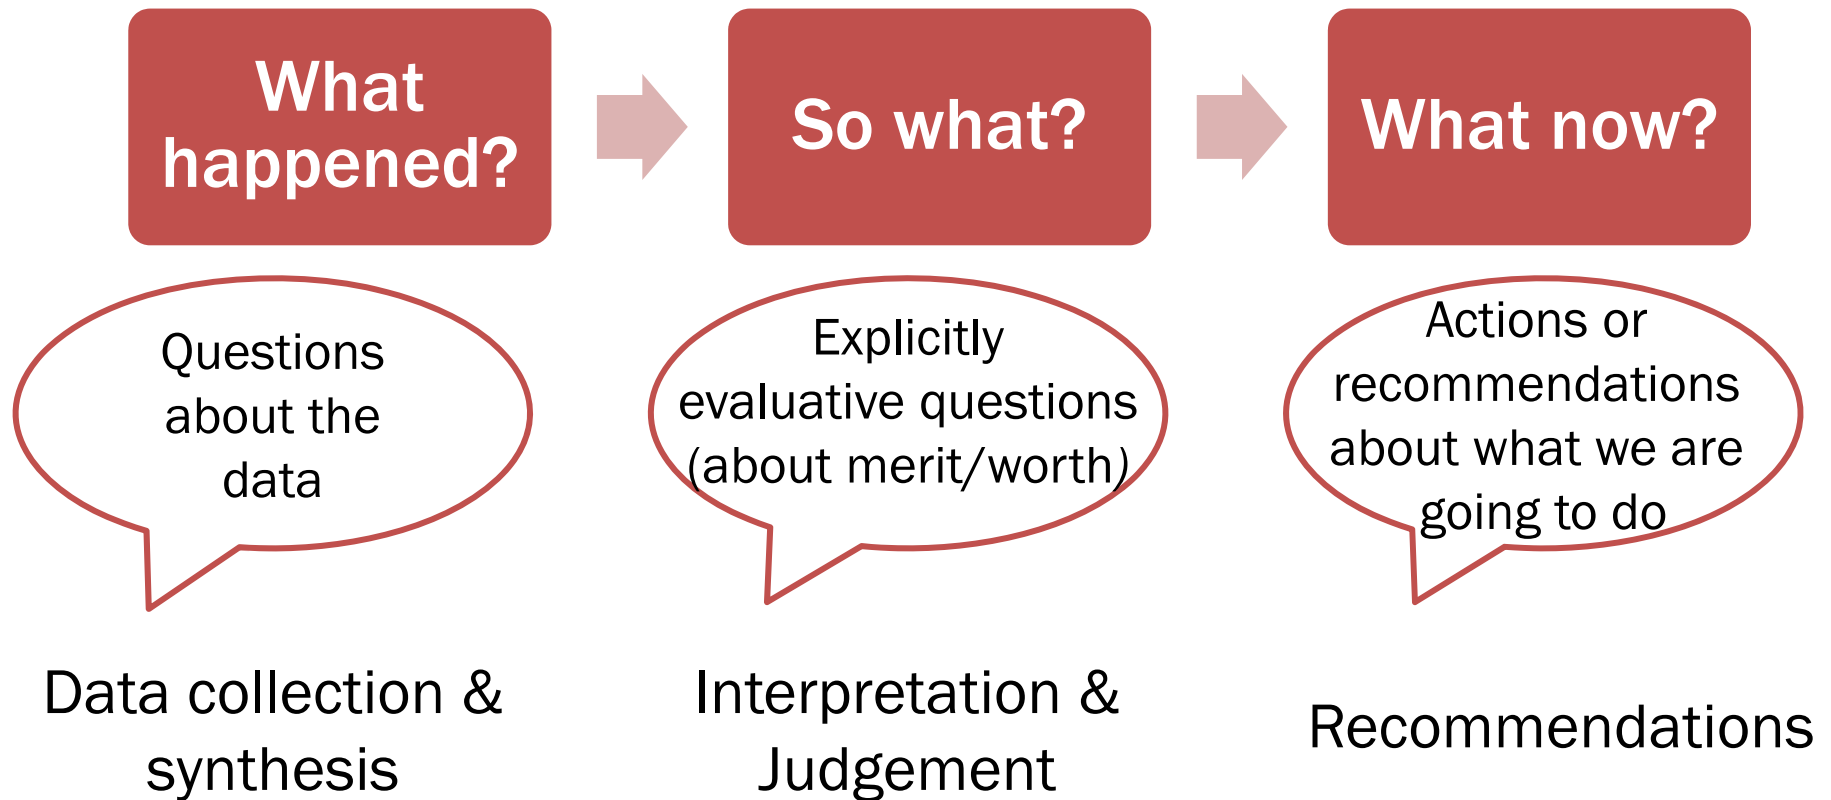 What
happened?
So what?
What now?
Questions
about the
data
Explicitly
evaluative questions
(about merit/worth)
Actions or
recommendations
about what we are
going to do
Data collection &
synthesis
Interpretation &
Judgement
Recommendations